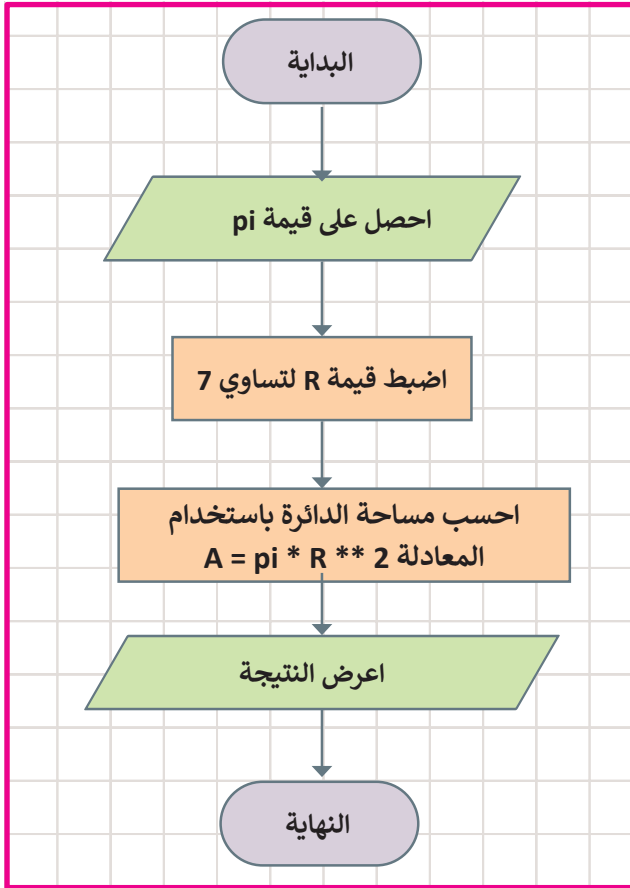 البداية
احصل على قيمة pi
اضبط قيمة R لتساوي 7
احسب مساحة الدائرة باستخدام
المعادلة A = pi * R ** 2
اعرض النتيجة
النهاية